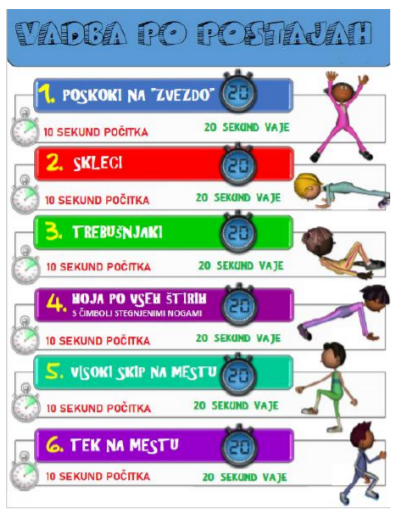 VADBA PO POSTAJAH
1. POSKOKI NA "ZVEZDO" 20
10 SEKUND POČITKA 20 SEKUND VAJE
2. SKLECI 20
10 SEKUND POČITKA 20 SEKUND VAJE
3. TREBUŠNJAKI 20
10 SEKUND POČITKA 20 SEKUND VAJE
4. HOJA PO VSEH ŠTIRIH 20
S ČIMBOLJ STEGNJENIMI NOGAMI
10 SEKUND POČITKA 20 SEKUND VAJE
5. VISOKI SKIP NA MESTU 20
10 SEKUND POČITKA 20 SEKUND VAJE
6. TEK NA MESTU 20
10 SEKUND POČITKA 20 SEKUND VAJE